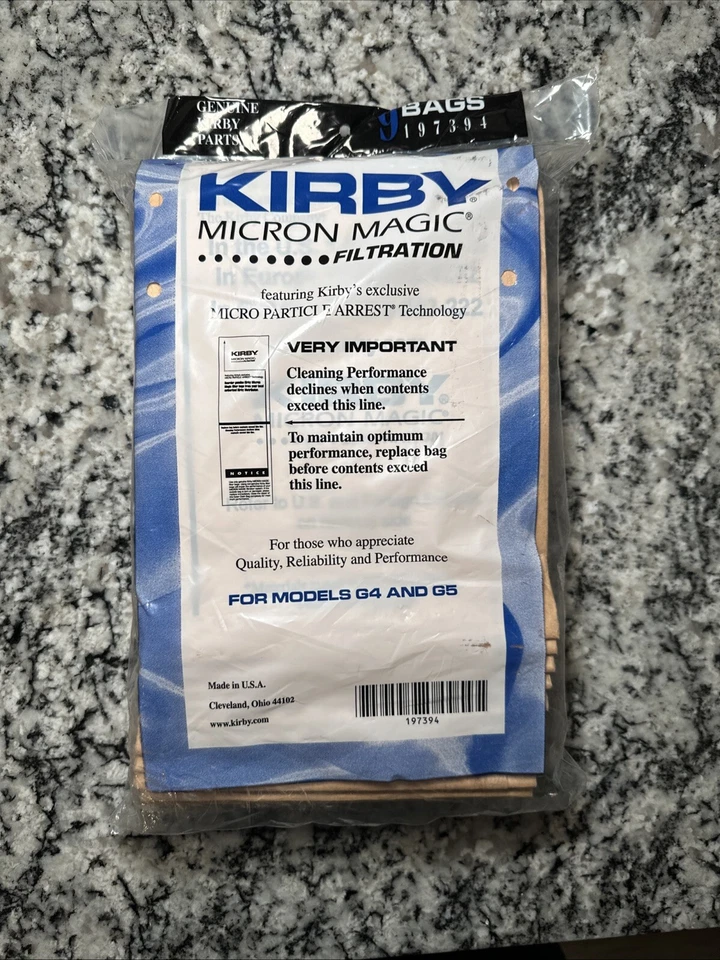 GENUINE
KIRBY
PARTS
9 BAGS
197394
KIRBY®
MICRON MAGIC®
FILTRATION
featuring Kirby's exclusive
MICRO PARTICLE ARREST® Technology
VERY IMPORTANT
KIRBY
Cleaning Performance
declines when contents
exceed this line.
To maintain optimum
performance, replace bag
before contents exceed
this line.
NOTICE
For those who appreciate
Quality, Reliability and Performance
FOR MODELS G4 AND G5
Made in U.S.A.
Cleveland, Ohio 44102
www.kirby.com
197394